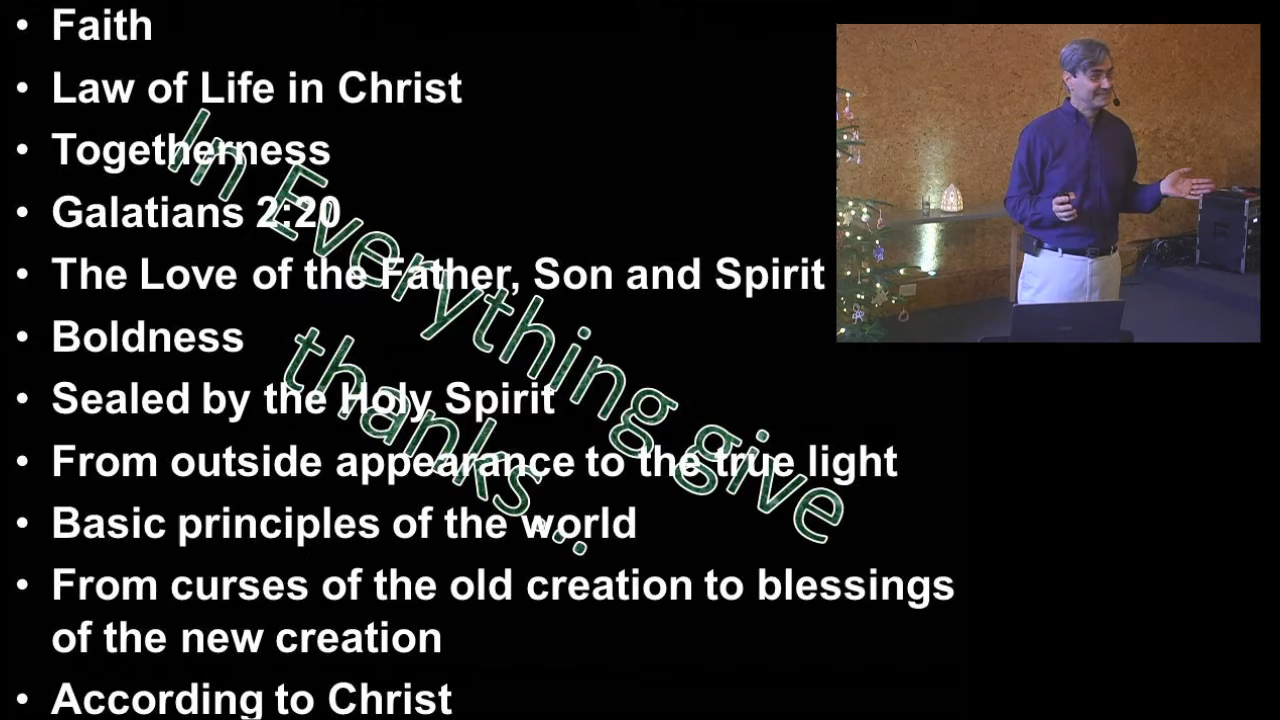 • Faith
• Law of Life in Christ
• Togetherness
• Galatians 2:20
• The Love of the Father, Son and Spirit
• Boldness
• Sealed by the Holy Spirit
• From outside appearance to the true light
• Basic principles of the world
• From curses of the old creation to blessings
of the new creation
• According to Christ
In Everything give
thanks...